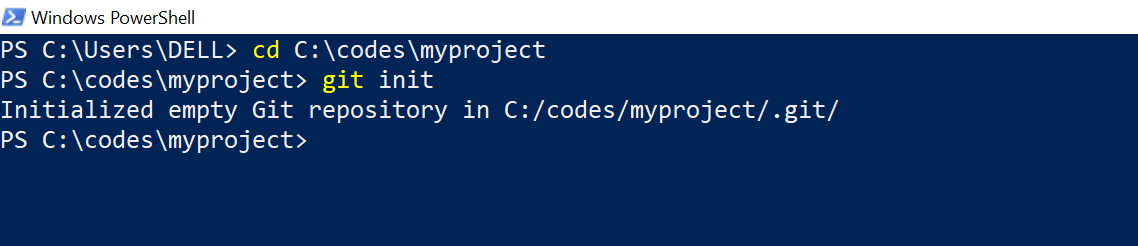 Windows PowerShell
PS C:\Users\DELL> cd C:\codes\myproject
PS C:\codes\myproject> git init
Initialized empty Git repository in C:/codes/myproject/.git/
PS C:\codes\myproject>